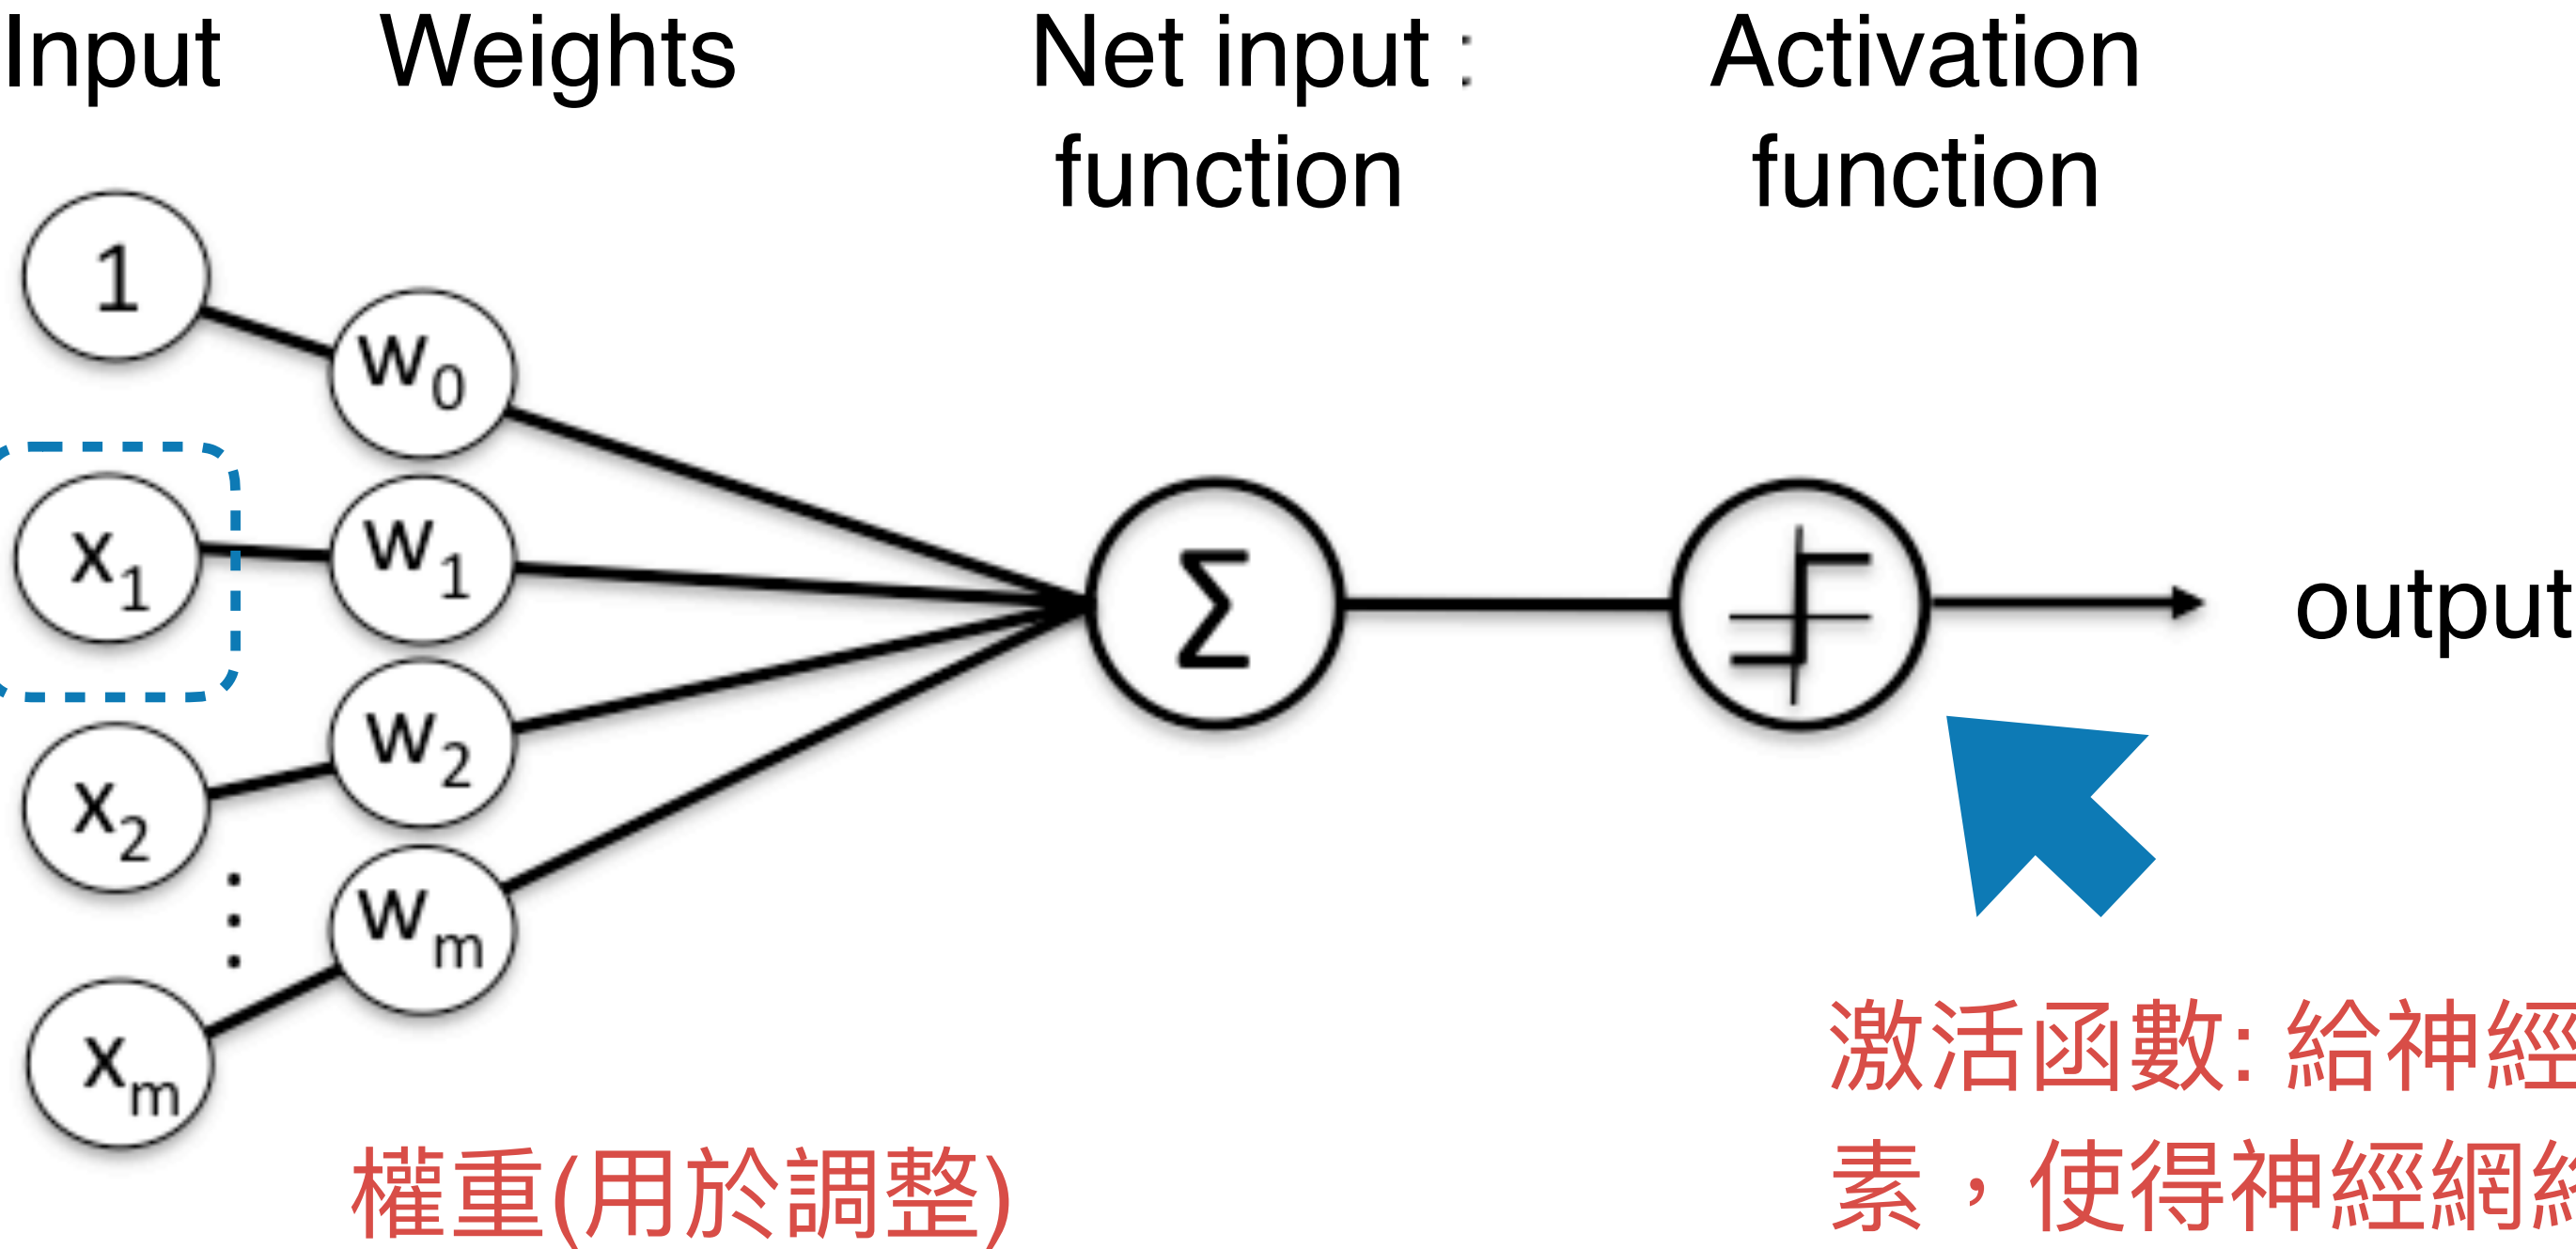 Input Weights Net input : Activation
function function
1
w0
x1 w1
Σ
output
x2 w2
wm
xm
權重(用於調整)
激活函數: 給神經
素，使得神經網絡